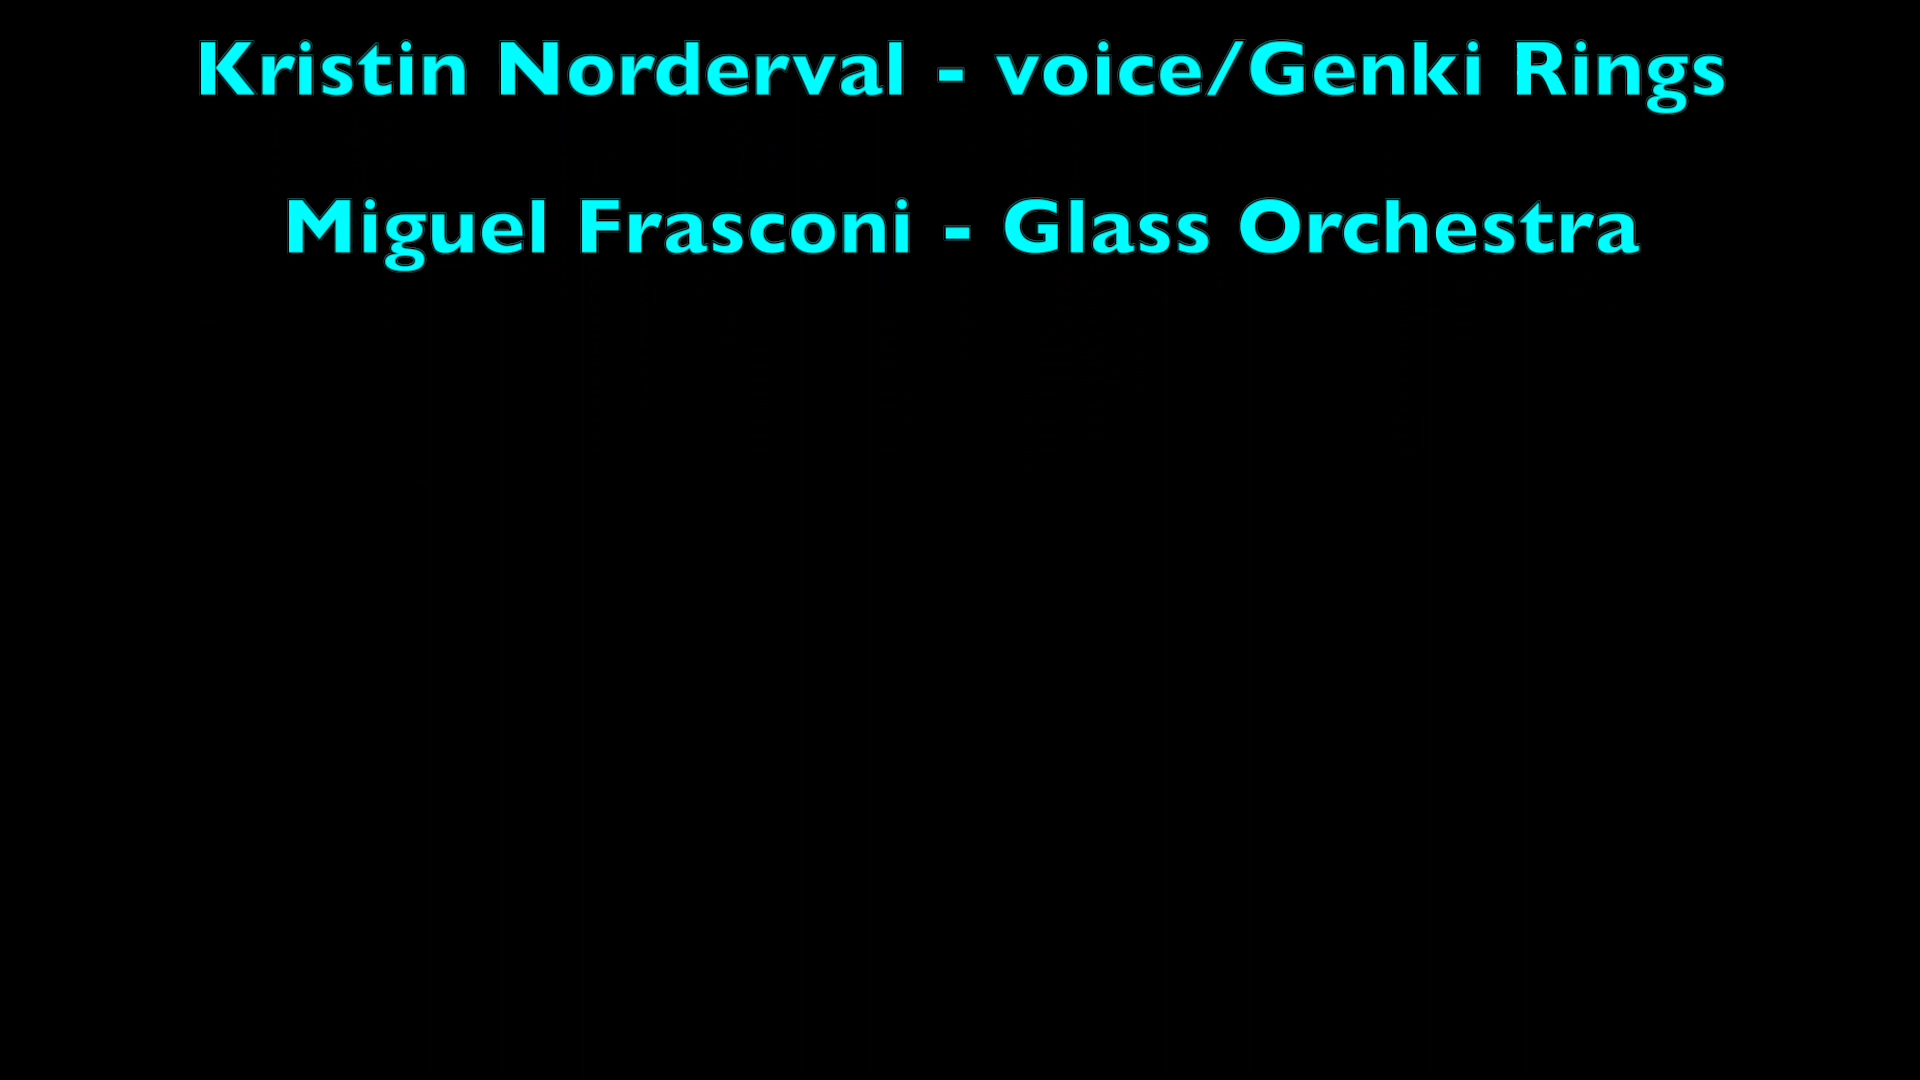 Kristin Norderval - voice/Genki Rings
Miguel Frasconi - Glass Orchestra